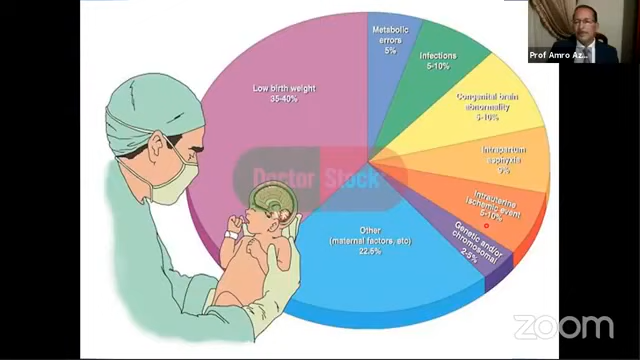 Prof Amro Az...
Metabolic
errors
5%
Infections
5-10%
Low birth weight
35-40%
Congenital brain
abnormality
5-10%
Intrapartum
asphyxia
9%
Doctor Stock
Intrauterine
ischemic event
5-10%
Genetic and/or
chromosomal
2-5%
Other
(maternal factors, etc)
22.5%
zoom